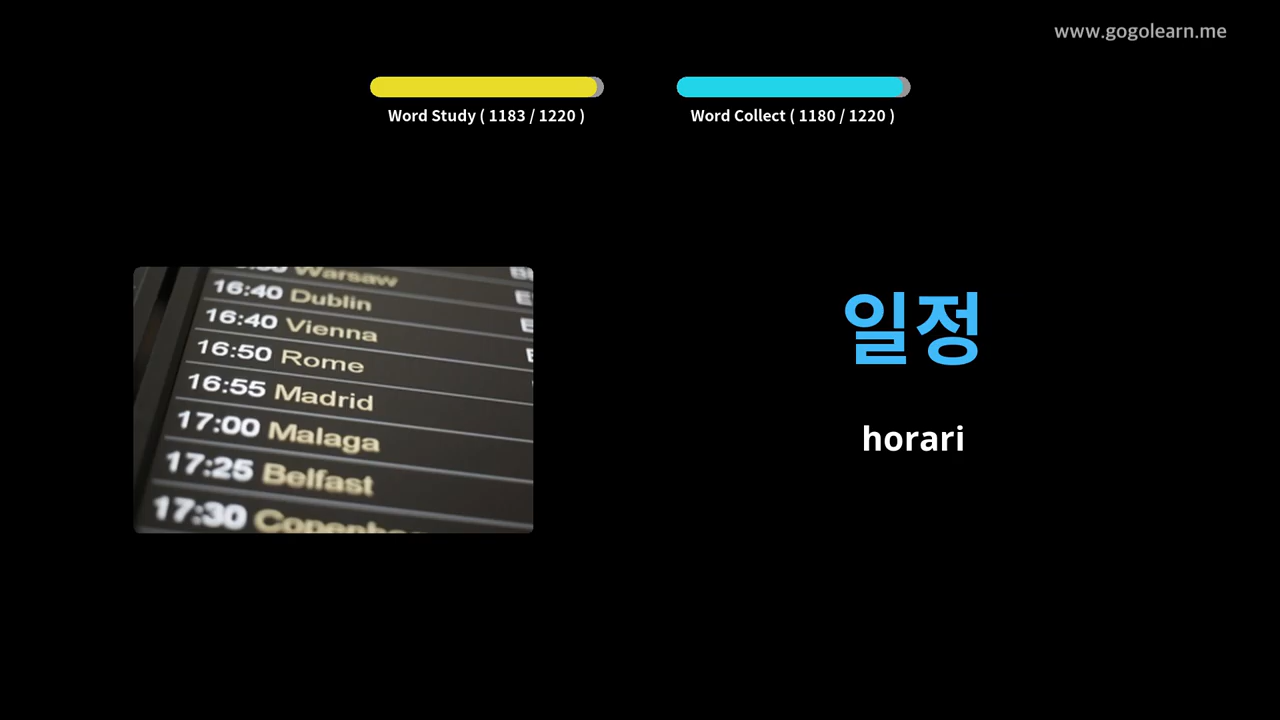 www.gogolearn.me
Word Study ( 1183 / 1220 )
Word Collect ( 1180 / 1220 )
Warsaw
16:40 Dublin
16:40 Vienna
16:50 Rome
16:55 Madrid
17:00 Malaga
17:25 Belfast
17:30
일정
horari